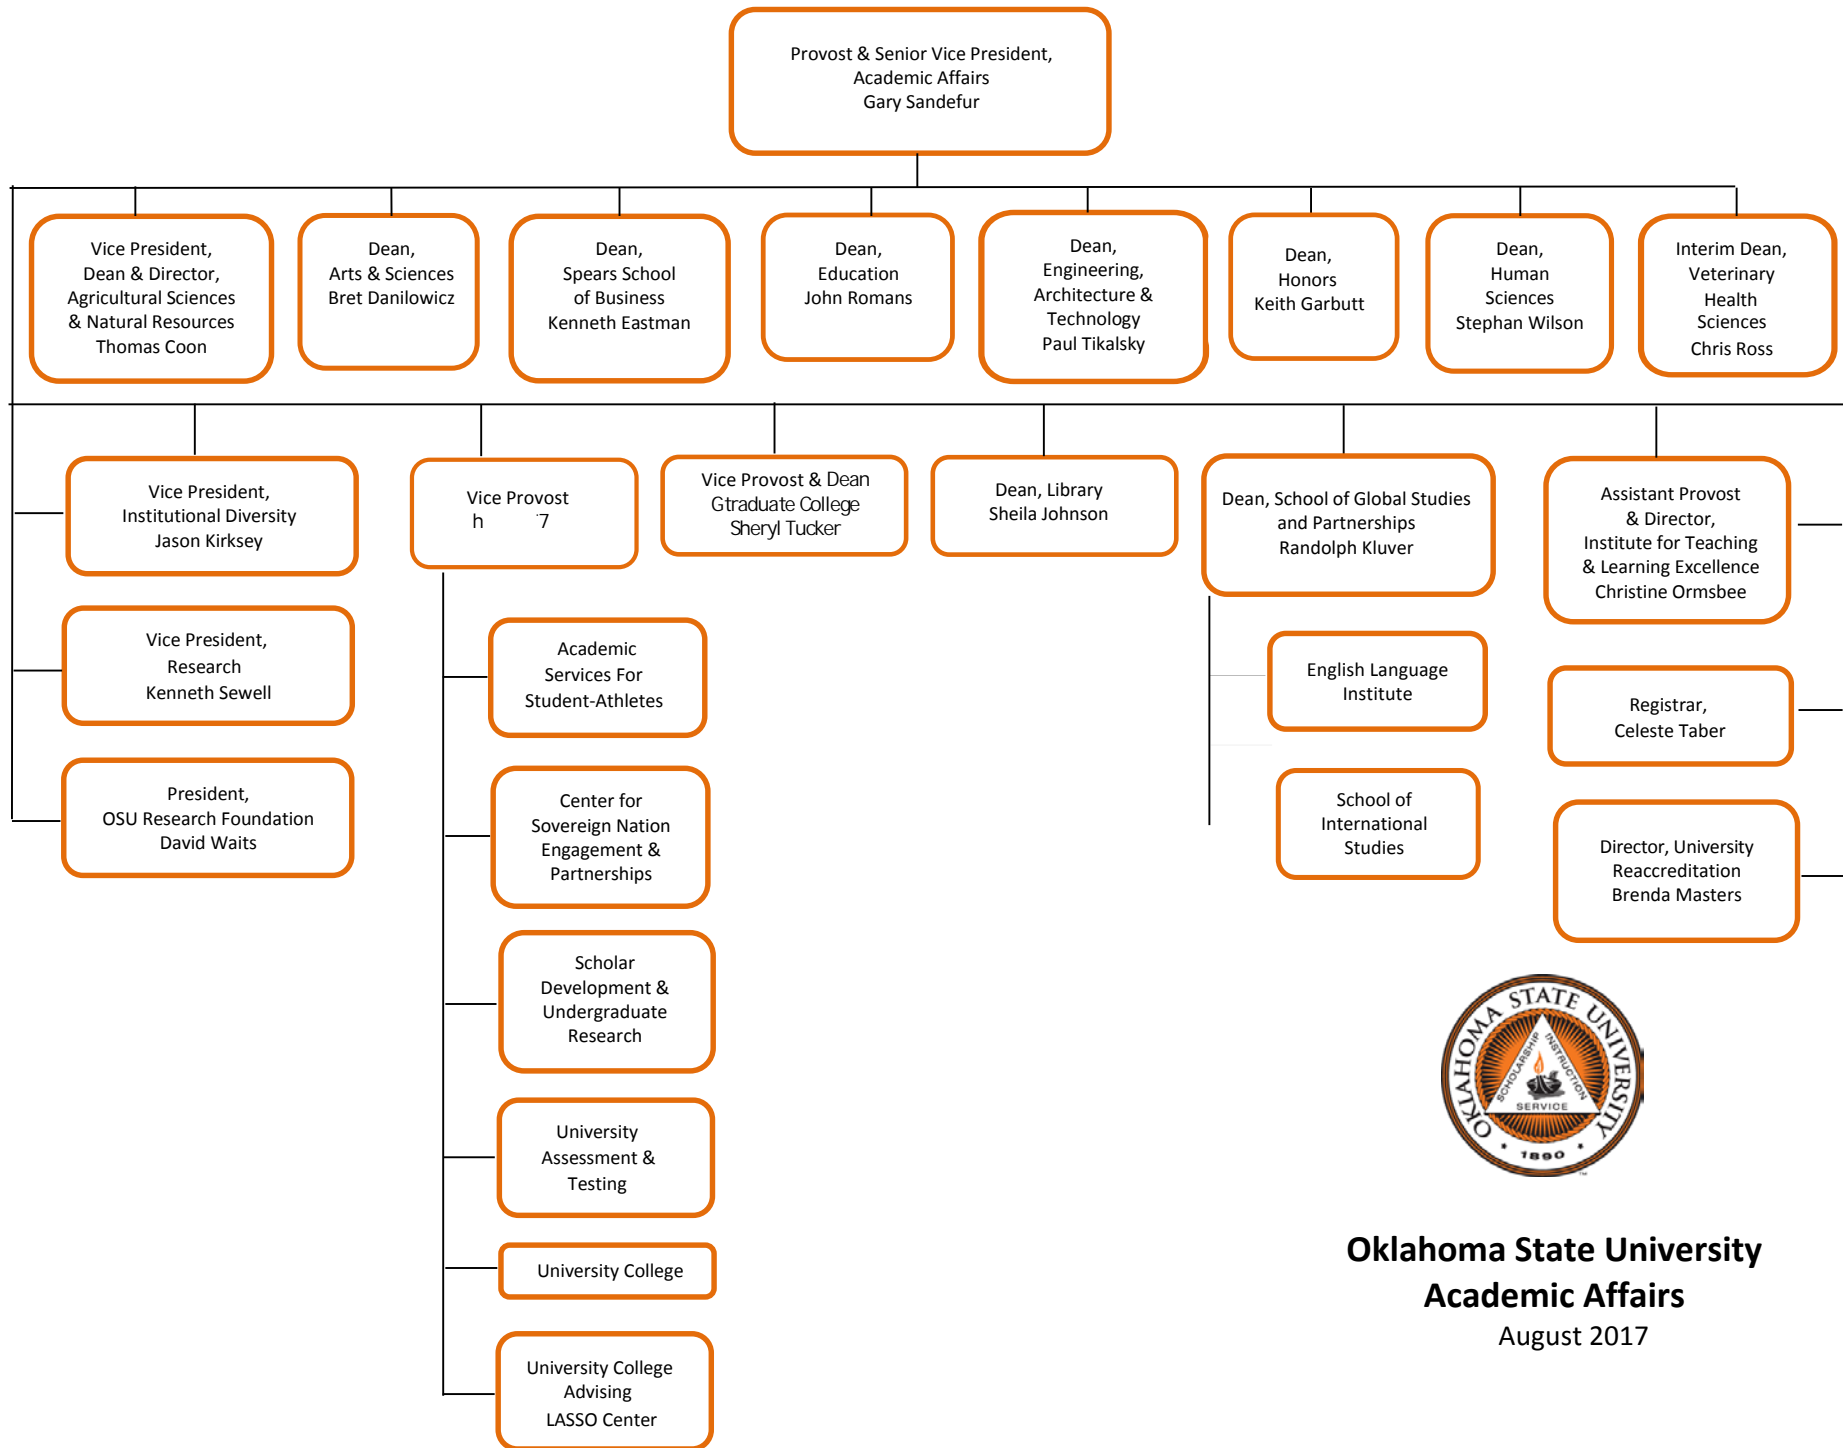 Provost & Senior Vice President,
Academic Affairs
Gary Sandefur
Vice President,
Dean & Director,
Agricultural Sciences
& Natural Resources
Thomas Coon
Dean,
Arts & Sciences
Bret Danilowicz
Dean,
Spears School
of Business
Kenneth Eastman
Dean,
Education
John Romans
Dean,
Engineering,
Architecture &
Technology
Paul Tikalsky
Dean,
Honors
Keith Garbutt
Dean,
Human
Sciences
Stephan Wilson
Interim Dean,
Veterinary
Health
Sciences
Chris Ross
Vice President,
Institutional Diversity
Jason Kirksey
Vice President,
Research
Kenneth Sewell
President,
OSU Research Foundation
David Waits
Vice Provost
Academic
Services For
Student-Athletes
Center for
Sovereign Nation
Engagement &
Partnerships
Scholar
Development &
Undergraduate
Research
University
Assessment &
Testing
University College
University College
Advising
LASSO Center
Vice Provost & Dean
Gtraduate College
Sheryl Tucker
Dean, Library
Sheila Johnson
Dean, School of Global Studies
and Partnerships
Randolph Kluver
English Language
Institute
School of
International
Studies
Assistant Provost
& Director,
Institute for Teaching
& Learning Excellence
Christine Ormsbee
Registrar,
Celeste Taber
Director, University
Reaccreditation
Brenda Masters
OKLAHOMA STATE UNIVERSITY
SCHOLARSHIP
INSTRUCTION
SERVICE
1890
Oklahoma State University
Academic Affairs
August 2017